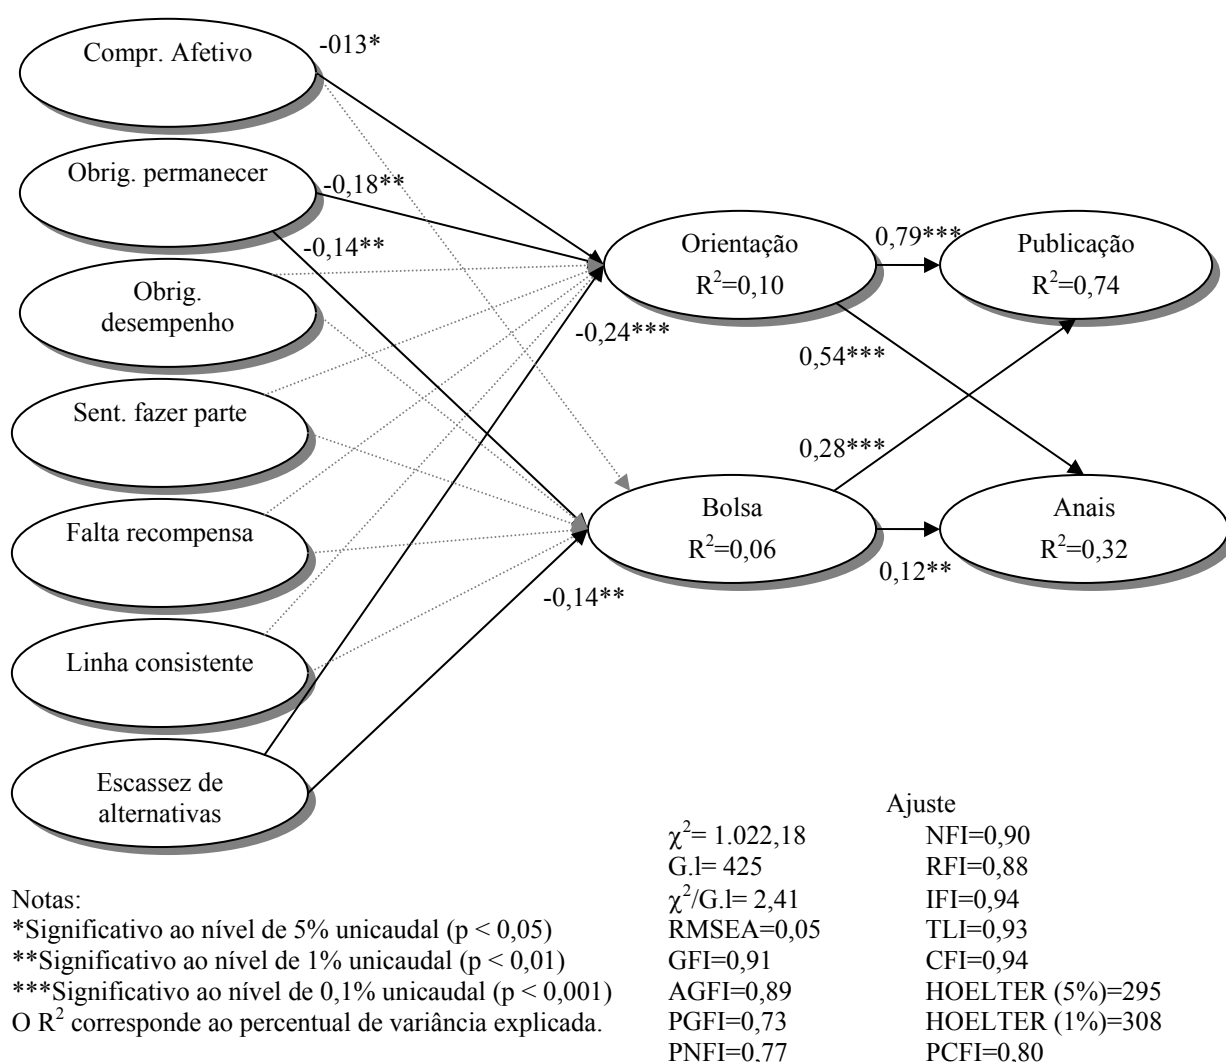 Compr. Afetivo
-013*
Obrig. permanecer
-0,18**
-0,14**
Obrig.
desempenho
Sent. fazer parte
Falta recompensa
Linha consistente
Escassez de
alternativas
Orientação
R²=0,10
0,79***
Publicação
R²=0,74
-0,24***
0,54***
0,28***
Bolsa
R²=0,06
-0,14**
0,12**
Anais
R²=0,32
Notas:
*Significativo ao nível de 5% unicaudal (p < 0,05)
**Significativo ao nível de 1% unicaudal (p < 0,01)
***Significativo ao nível de 0,1% unicaudal (p < 0,001)
O R² corresponde ao percentual de variância explicada.
Ajuste
χ²= 1.022,18
G.l= 425
χ²/G.l= 2,41
RMSEA=0,05
GFI=0,91
AGFI=0,89
PGFI=0,73
PNFI=0,77
NFI=0,90
RFI=0,88
IFI=0,94
TLI=0,93
CFI=0,94
HOELTER (5%)=295
HOELTER (1%)=308
PCFI=0,80